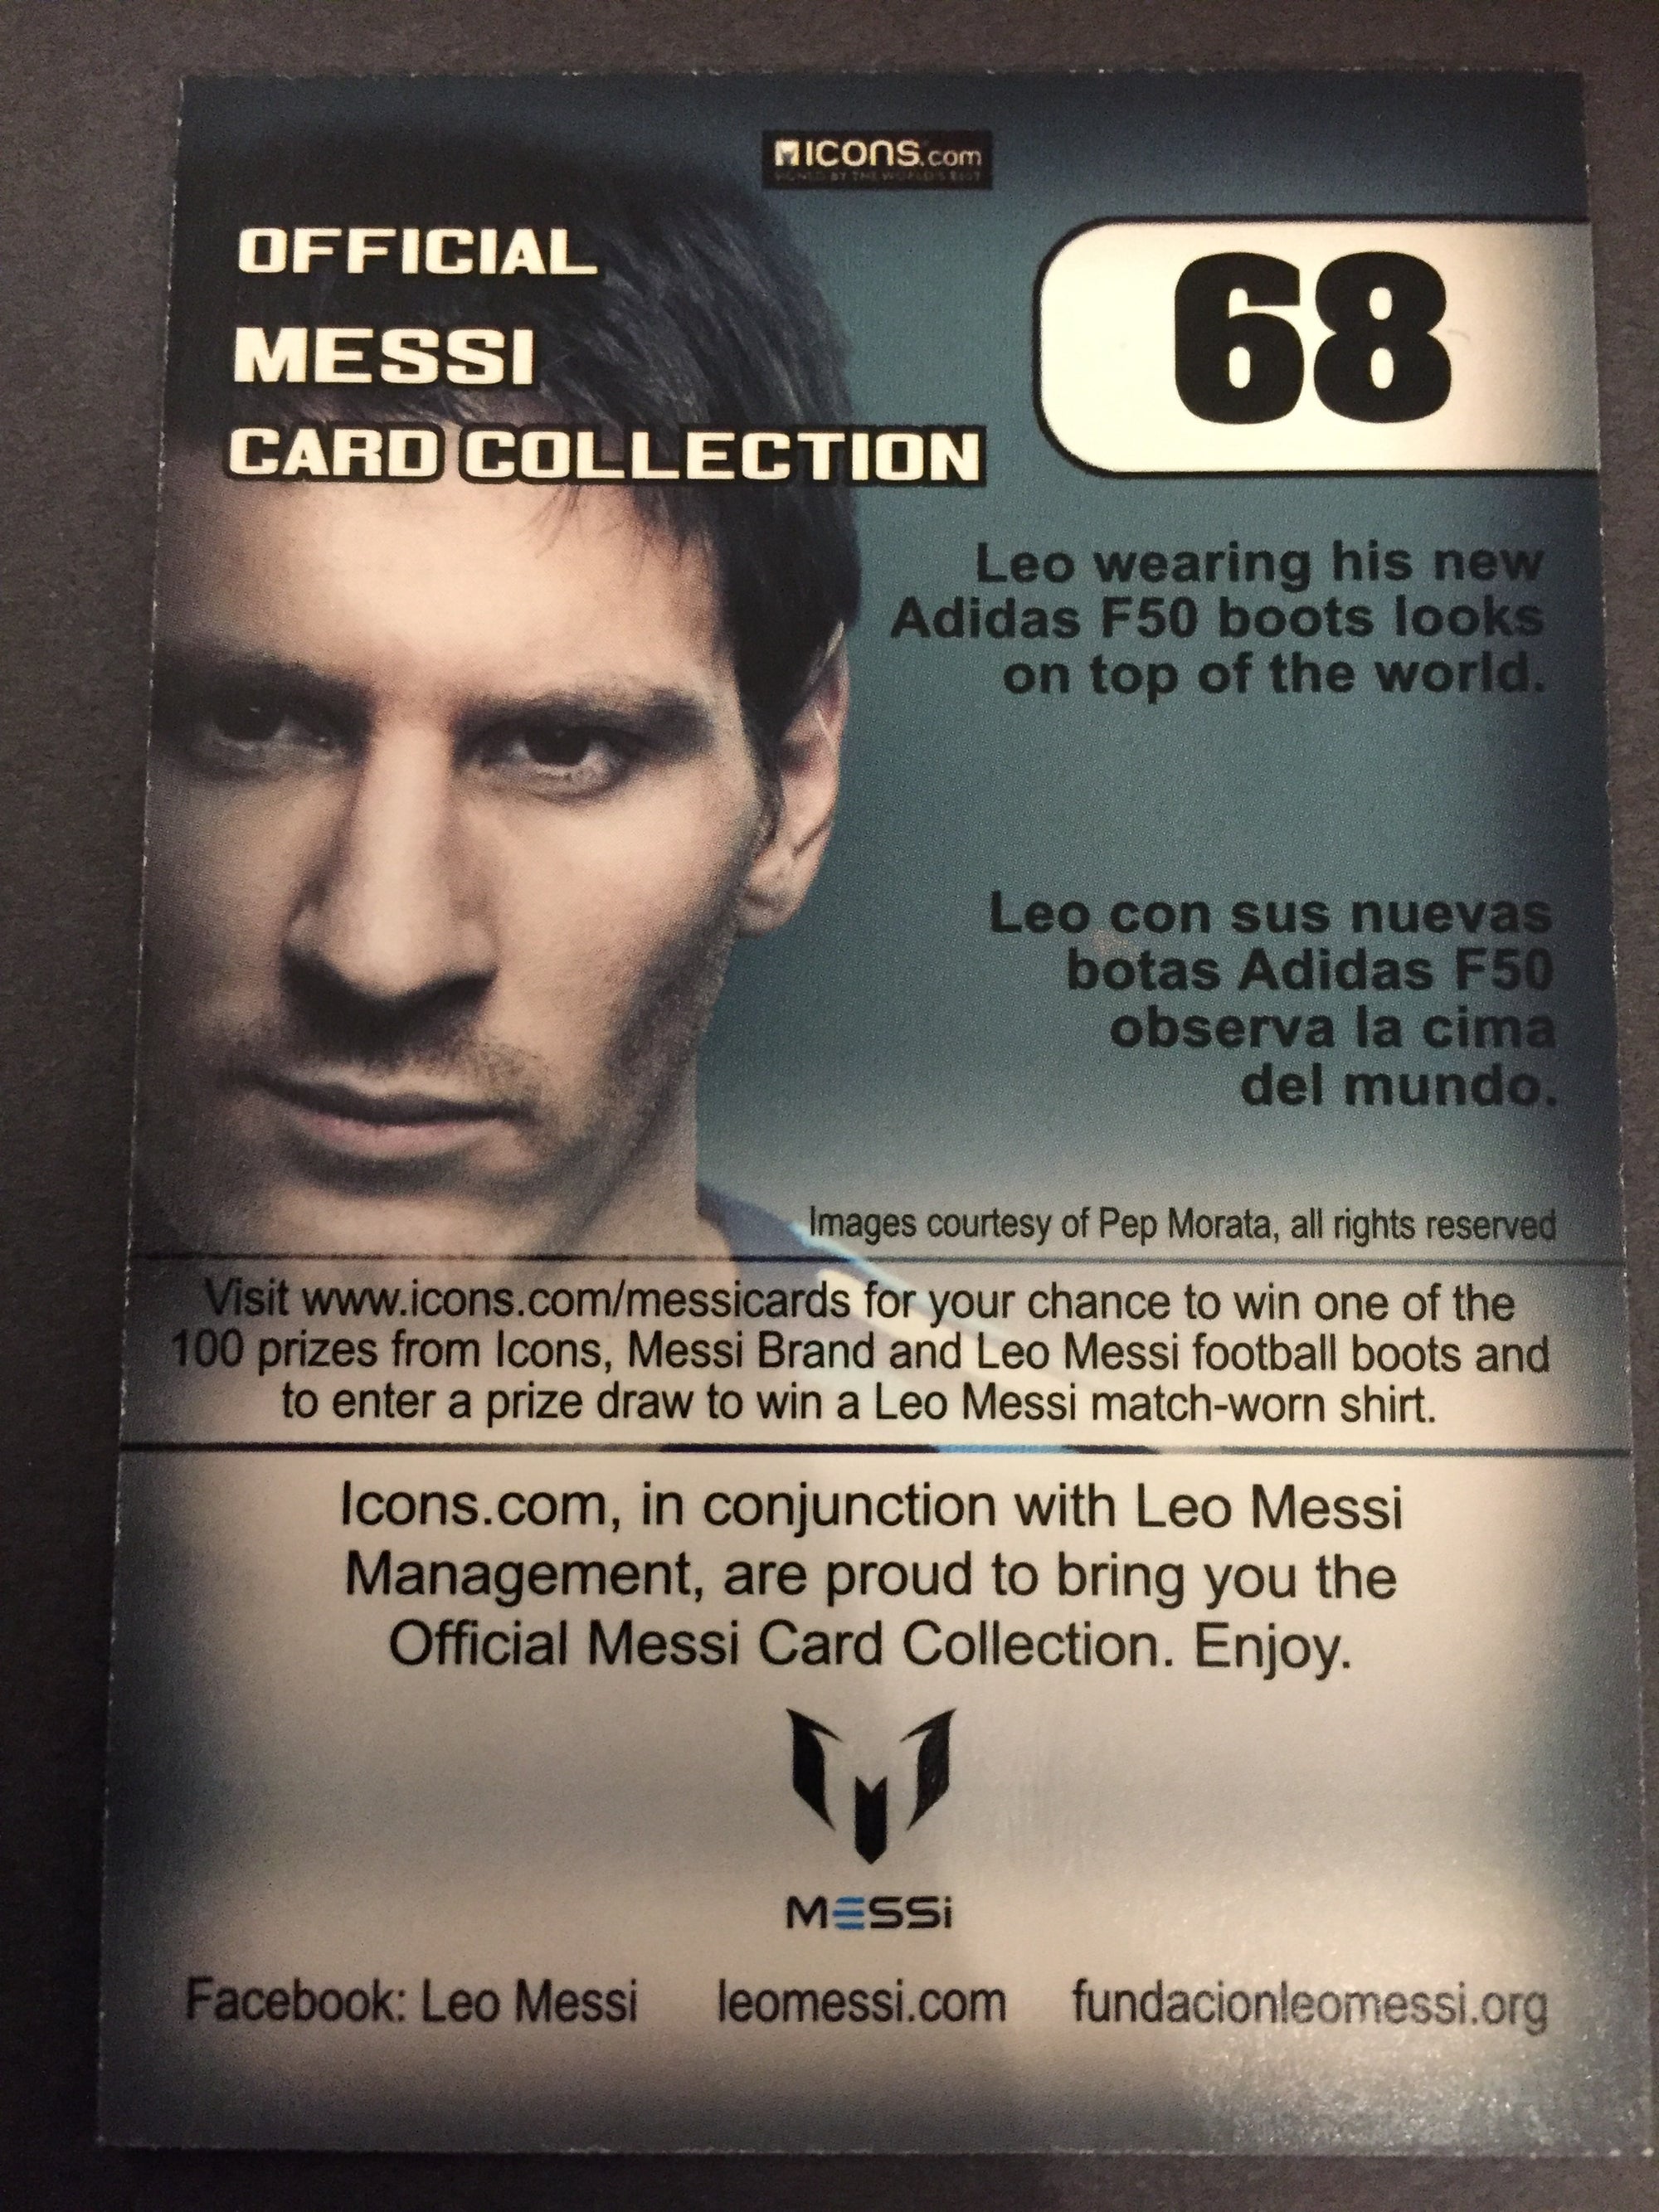 ICONS.com
SIGNED BY THE WORLD'S BEST
OFFICIAL
MESSI
CARD COLLECTION
68
Leo wearing his new
Adidas F50 boots looks
on top of the world.
Leo con sus nuevas
botas Adidas F50
observa la cima
del mundo.
Images courtesy of Pep Morata, all rights reserved
Visit www.icons.com/messicards for your chance to win one of the
100 prizes from Icons, Messi Brand and Leo Messi football boots and
to enter a prize draw to win a Leo Messi match-worn shirt.
Icons.com, in conjunction with Leo Messi
Management, are proud to bring you the
Official Messi Card Collection. Enjoy.
MESSi
Facebook: Leo Messi leomessi.com fundacionleomessi.org